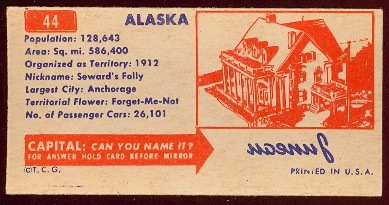 44
ALASKA
Population: 128,643
Area: Sq. mi. 586,400
Organized as Territory: 1912
Nickname: Seward's Folly
Largest City: Anchorage
Territorial Flower: Forget-Me-Not
No. of Passenger Cars: 26,101
CAPITAL: CAN YOU NAME IT?
FOR ANSWER HOLD CARD BEFORE MIRROR
Juneau
©T.C.G.
PRINTED IN U.S.A.